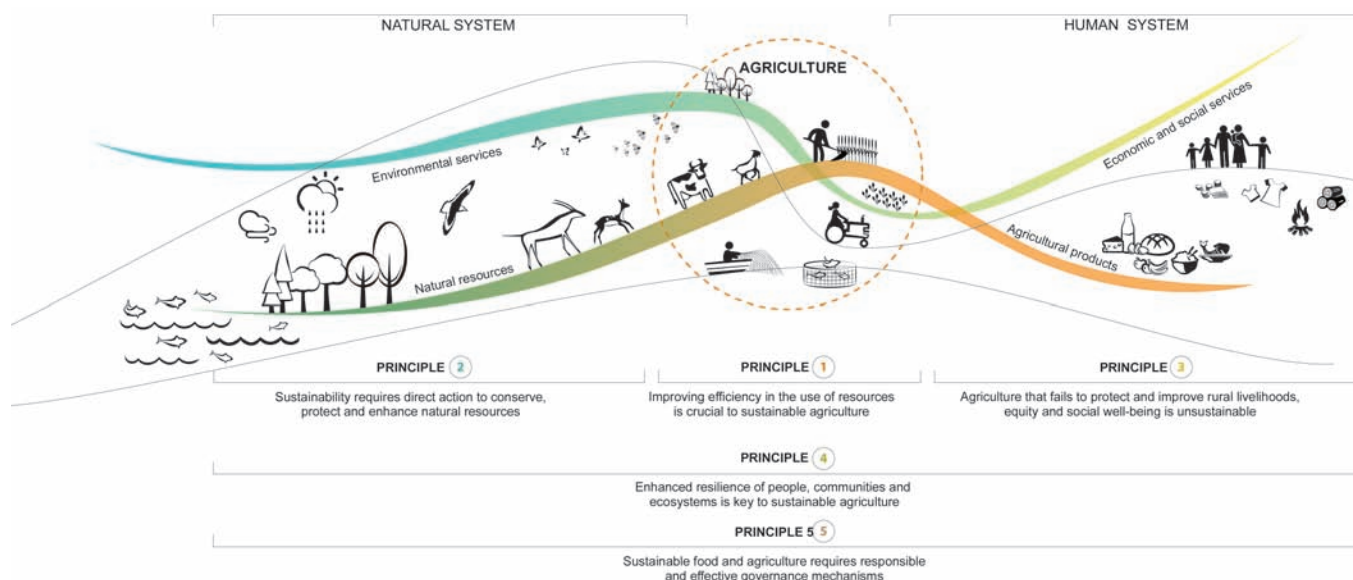 NATURAL SYSTEM
HUMAN SYSTEM
AGRICULTURE
Environmental services
Natural resources
Economic and social services
Agricultural products
PRINCIPLE 2
Sustainability requires direct action to conserve,
protect and enhance natural resources
PRINCIPLE 1
Improving efficiency in the use of resources
is crucial to sustainable agriculture
PRINCIPLE 3
Agriculture that fails to protect and improve rural livelihoods,
equity and social well-being is unsustainable
PRINCIPLE 4
Enhanced resilience of people, communities and
ecosystems is key to sustainable agriculture
PRINCIPLE 5 5
Sustainable food and agriculture requires responsible
and effective governance mechanisms